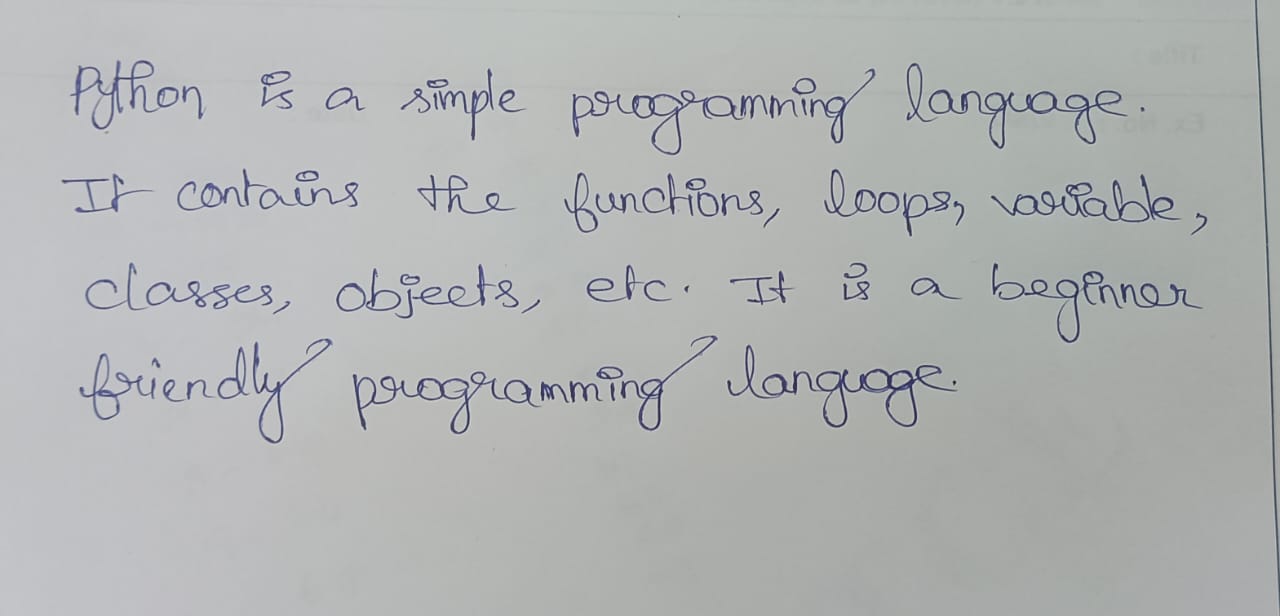 Python is a simple programming language.
It contains the functions, loops, variable,
classes, objects, etc. It is a beginner
friendly programming language.